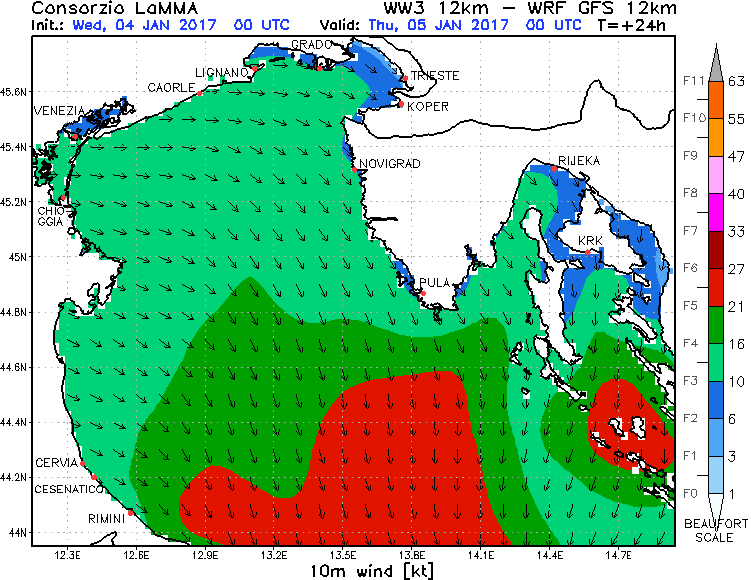 Consorzio LaMMA WW3 12km – WRF GFS 12km
Init.: Wed, 04 JAN 2017 00 UTC Valid: Thu, 05 JAN 2017 00 UTC T=+24h
GRADO
LIGNANO
TRIESTE
CAORLE
KOPER
VENEZIA
NOVIGRAD
RIJEKA
CHIO
GGIA
KRK
PULA
CERVIA
CESENATICO
RIMINI
45.6N
45.4N
45.2N
45N
44.8N
44.6N
44.4N
44.2N
44N
12.3E 12.6E 12.9E 13.2E 13.5E 13.8E 14.1E 14.4E 14.7E
10m wind [kt]
F11 63
F10 55
F9 47
F8 40
F7 33
F6 27
F5 21
F4 16
F3 10
F2 6
F1 3
F0 1
BEAUFORT
SCALE